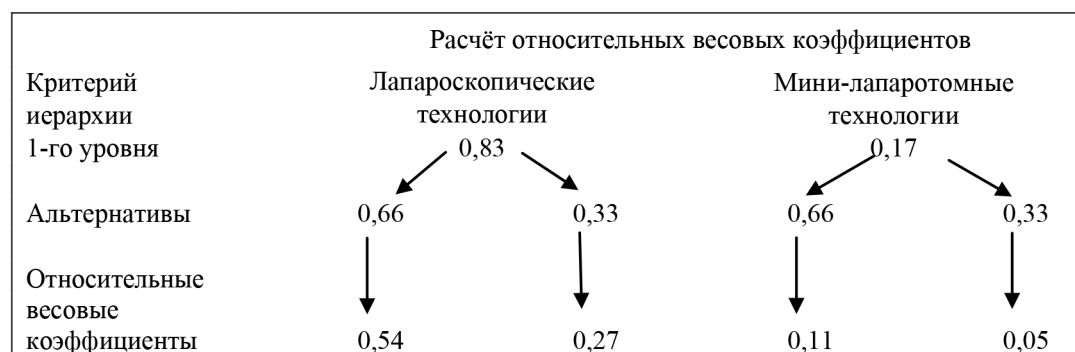 Расчёт относительных весовых коэффициентов
Критерий Лапароскопические Мини-лапаротомные
иерархии технологии технологии
1-го уровня 0,83 0,17
Альтернативы 0,66 0,33 0,66 0,33
Относительные
весовые
коэффициенты 0,54 0,27 0,11 0,05